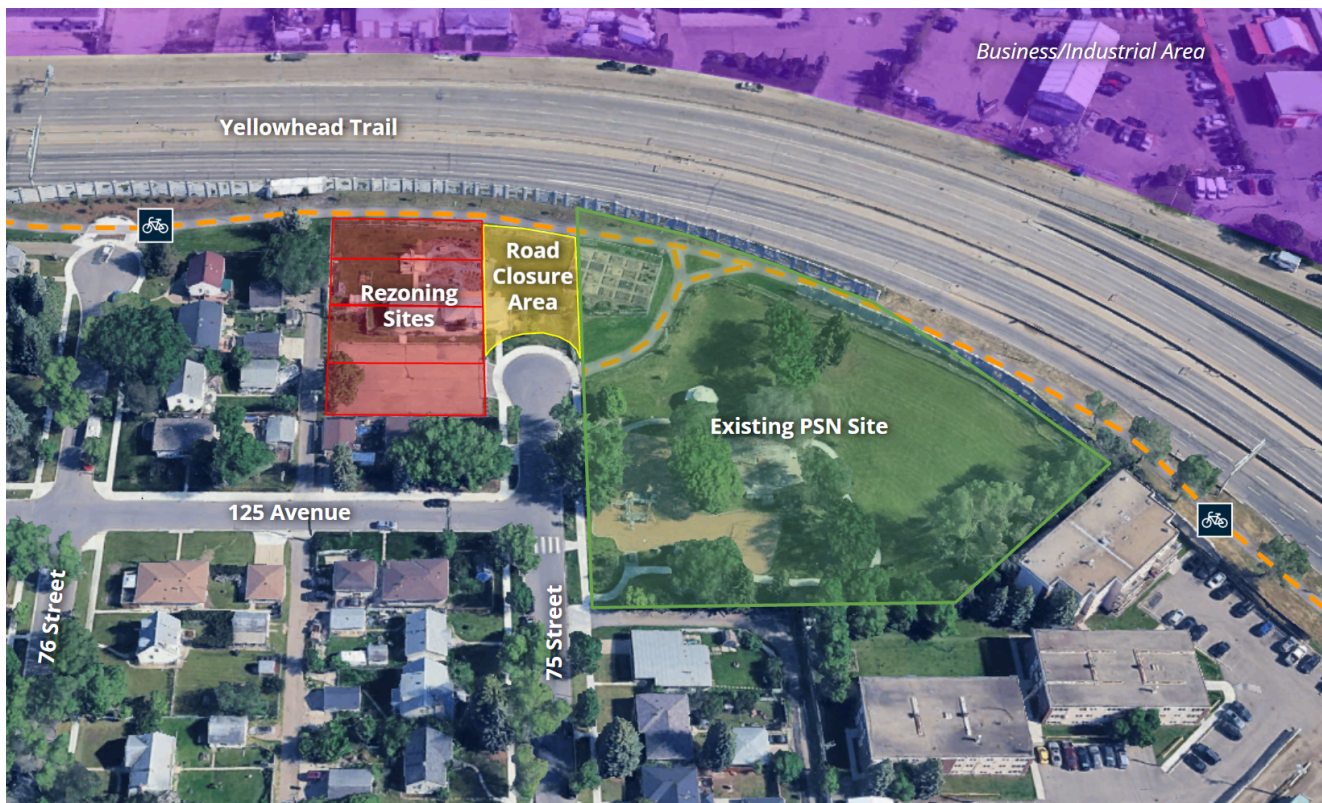 Business/Industrial Area
Yellowhead Trail
Road
Closure
Area
Rezoning
Sites
Existing PSN Site
125 Avenue
76 Street
75 Street